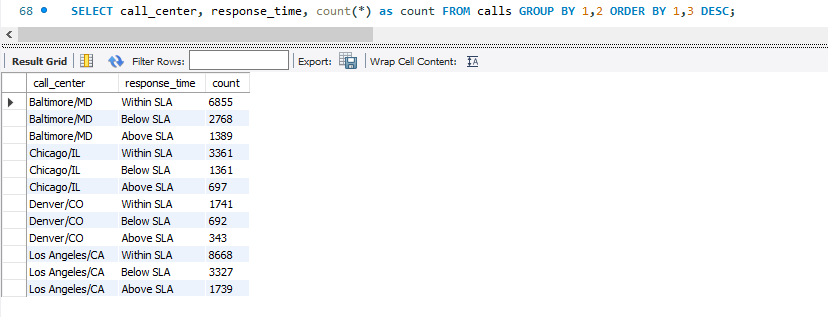 68 SELECT call_center, response_time, count(*) as count FROM calls GROUP BY 1,2 ORDER BY 1,3 DESC;
Result Grid Filter Rows: Export: Wrap Cell Content: IA
call_center response_time count
Baltimore/MD Within SLA 6855
Baltimore/MD Below SLA 2768
Baltimore/MD Above SLA 1389
Chicago/IL Within SLA 3361
Chicago/IL Below SLA 1361
Chicago/IL Above SLA 697
Denver/CO Within SLA 1741
Denver/CO Below SLA 692
Denver/CO Above SLA 343
Los Angeles/CA Within SLA 8668
Los Angeles/CA Below SLA 3327
Los Angeles/CA Above SLA 1739